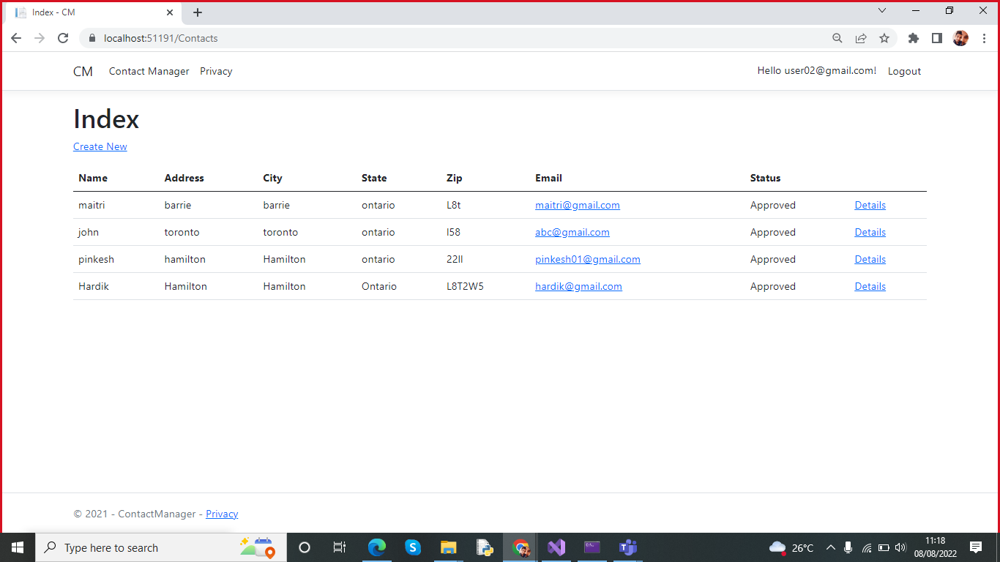 Index - CM
localhost:51191/Contacts
CM Contact Manager Privacy Hello user02@gmail.com! Logout
Index
Create New
Name Address City State Zip Email Status
maitri barrie barrie ontario L8t maitri@gmail.com Approved Details
john toronto toronto ontario l58 abc@gmail.com Approved Details
pinkesh hamilton Hamilton ontario 22ll pinkesh01@gmail.com Approved Details
Hardik Hamilton Hamilton Ontario L8T2W5 hardik@gmail.com Approved Details
© 2021 - ContactManager - Privacy
Type here to search 26°C 11:18
08/08/2022